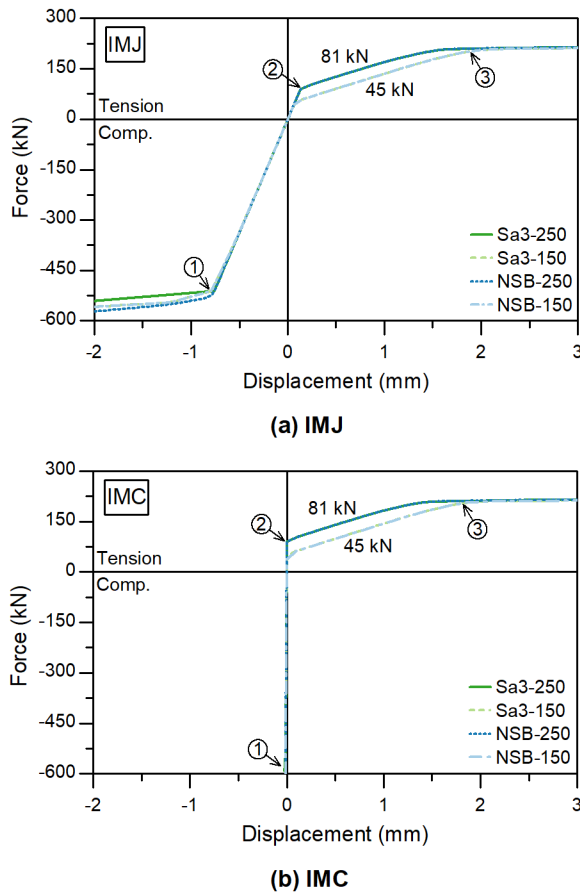 300
IMJ
81 kN
150
②
③
45 kN
0
Tension
Comp.
-150
Force (kN)
-300
Sa3-250
①
Sa3-150
-450
NSB-250
NSB-150
-600
-2 -1 0 1 2 3
Displacement (mm)
(a) IMJ
300
IMC
81 kN
②
150
③
45 kN
Tension
0
Comp.
-150
Force (kN)
-300
Sa3-250
-450
Sa3-150
①
NSB-250
NSB-150
-600
-2 -1 0 1 2 3
Displacement (mm)
(b) IMC